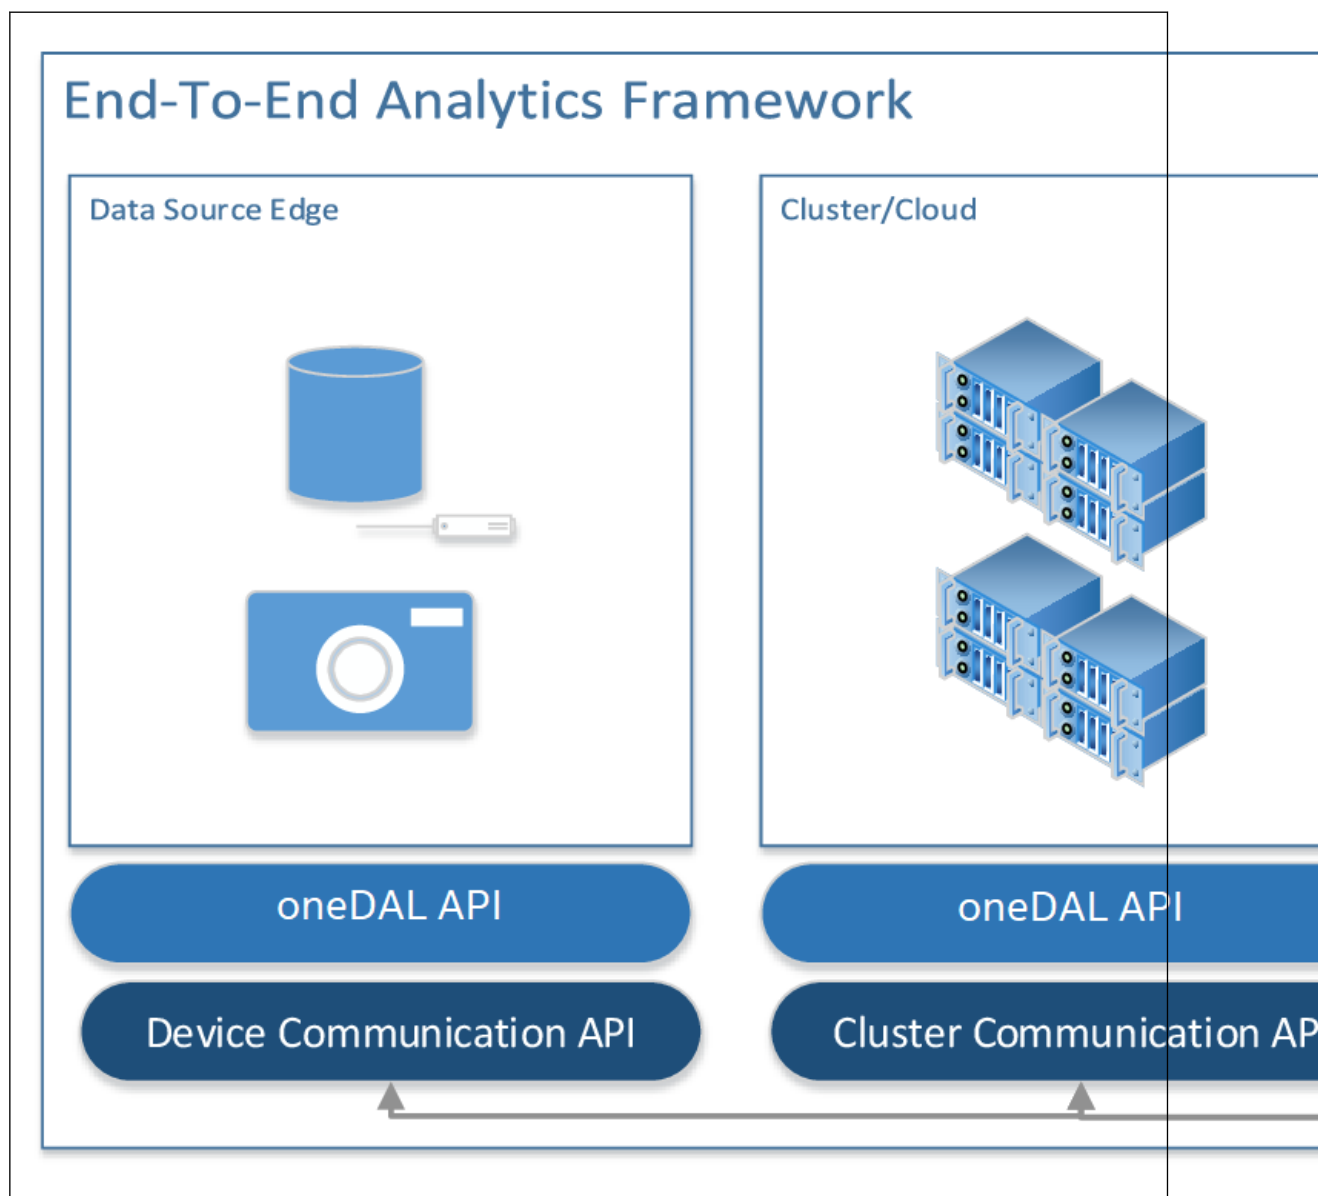 End-To-End Analytics Framework
Data Source Edge
Cluster/Cloud
oneDAL API
oneDAL API
Device Communication API
Cluster Communication AP